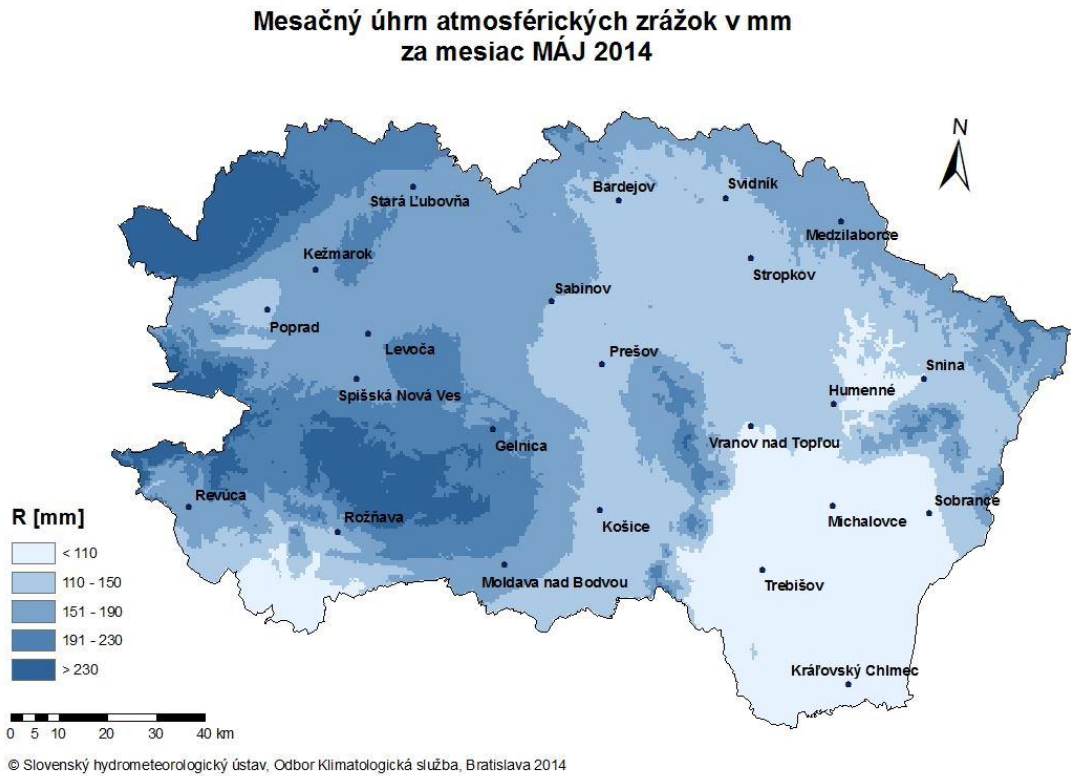 Mesačný úhrn atmosférických zrážok v mm
za mesiac MÁJ 2014
N
Bardejov
Svidník
Stará Ľubovňa
Medzilaborce
Kežmarok
Stropkov
Sabinov
Poprad
Levoča
Prešov
Snina
Spišská Nová Ves
Humenné
Gelnica
Vranov nad Topľou
Revúca
Rožňava
Košice
Michalovce
Sobrance
Moldava nad Bodvou
Trebišov
Kráľovský Chlmec
R [mm]
< 110
110 - 150
151 - 190
191 - 230
> 230
0 5 10 20 30 40 km
© Slovenský hydrometeorologický ústav, Odbor Klimatologická služba, Bratislava 2014